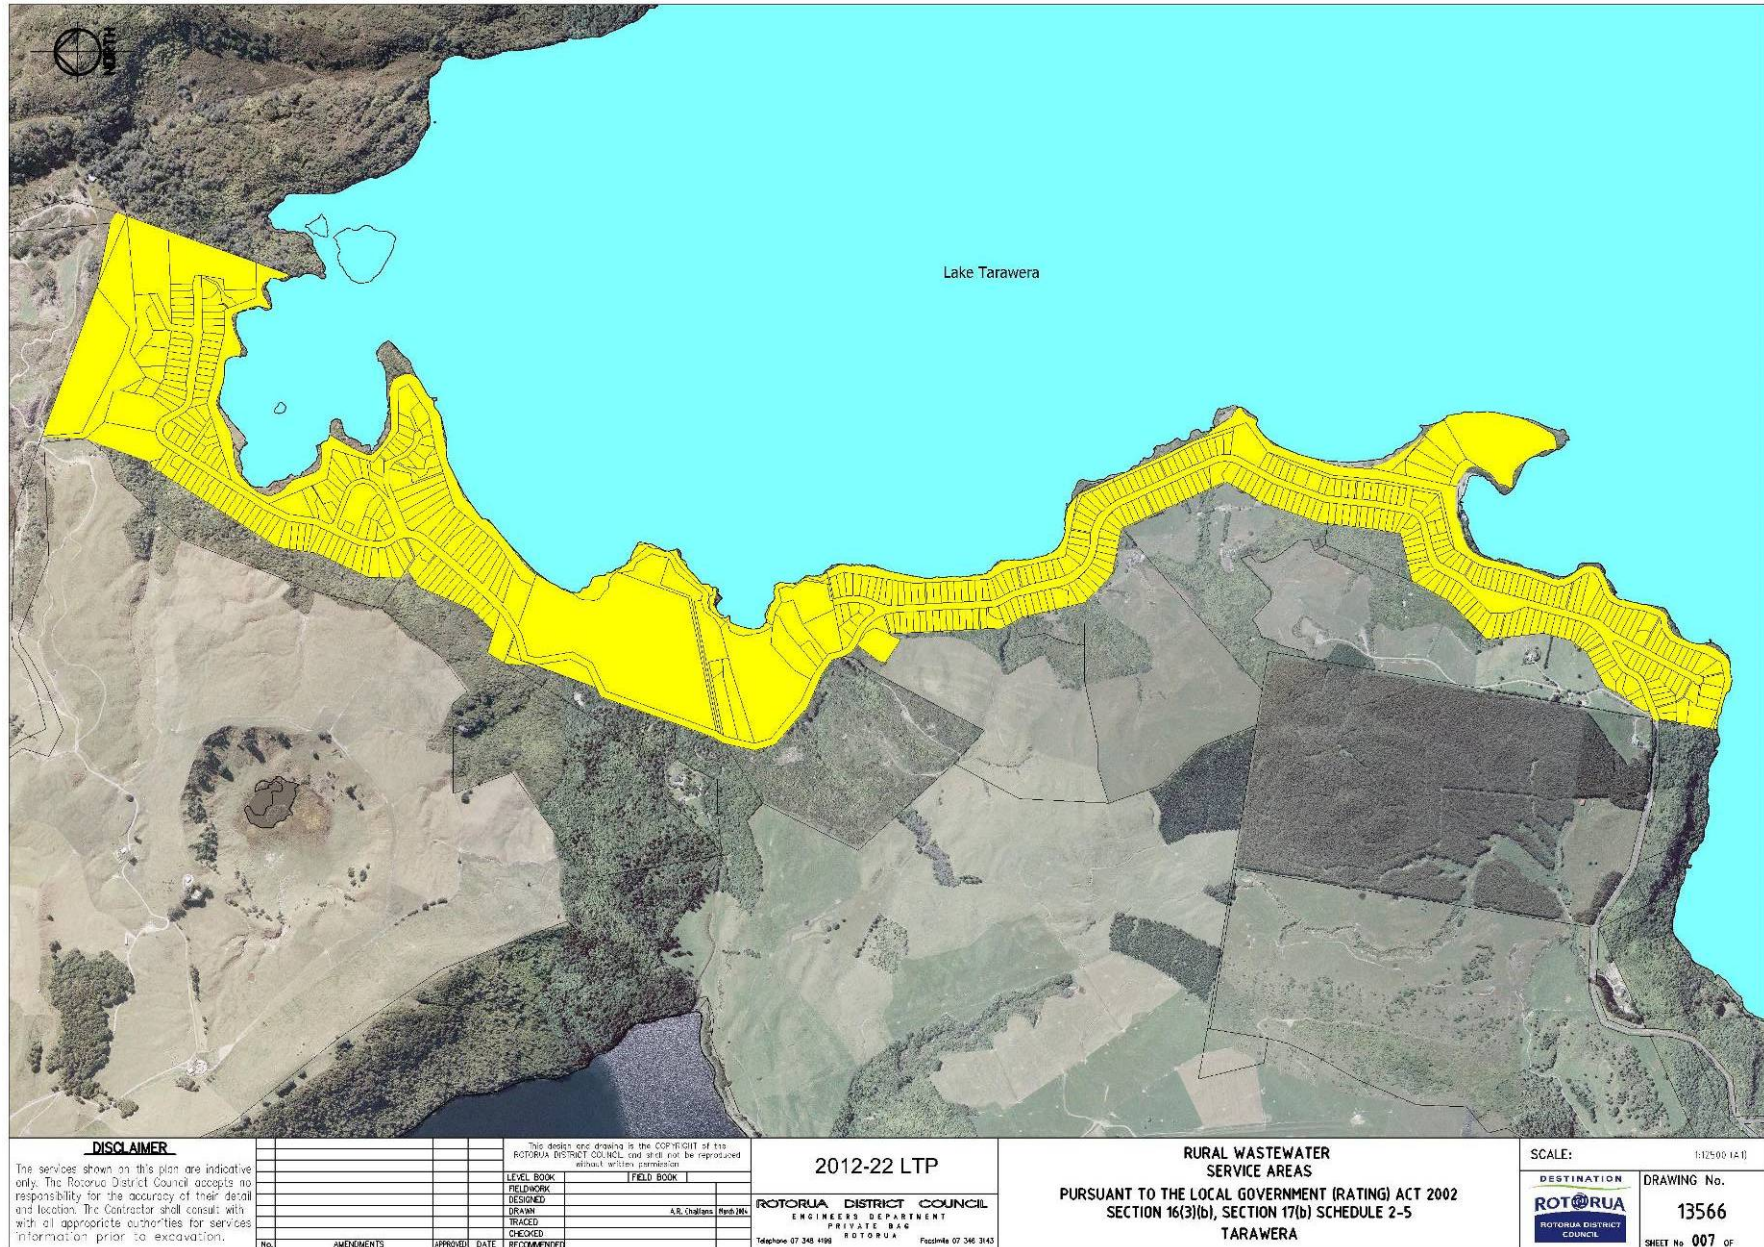 NORTH
Lake Tarawera
DISCLAIMER
The services shown on this plan are indicative
only. The Rotorua District Council accepts no
responsibility for the accuracy of their detail
and location. The Contractor shall consult with
with all appropriate authorities for services
information prior to excavation.
No.
AMENDMENTS
APPROVED
DATE
This design and drawing is the COPYRIGHT of the
ROTORUA DISTRICT COUNCIL and shall not be reproduced
without written permission
LEVEL BOOK
FIELD BOOK
FIELDWORK
DESIGNED
DRAWN
A.R. Challans
March
TRACED
CHECKED
RECOMMENDED
2012-22 LTP
ROTORUA DISTRICT COUNCIL
ENGINEERS DEPARTMENT
PRIVATE BAG
ROTORUA
Telephone 07 348 4199
Facsimile 07 346 3143
RURAL WASTEWATER
SERVICE AREAS
PURSUANT TO THE LOCAL GOVERNMENT (RATING) ACT 2002
SECTION 16(3)(b), SECTION 17(b) SCHEDULE 2-5
TARAWERA
SCALE:
1:12500 (A1)
DESTINATION
ROTORUA
ROTORUA DISTRICT
COUNCIL
DRAWING No.
13566
SHEET No 007 OF